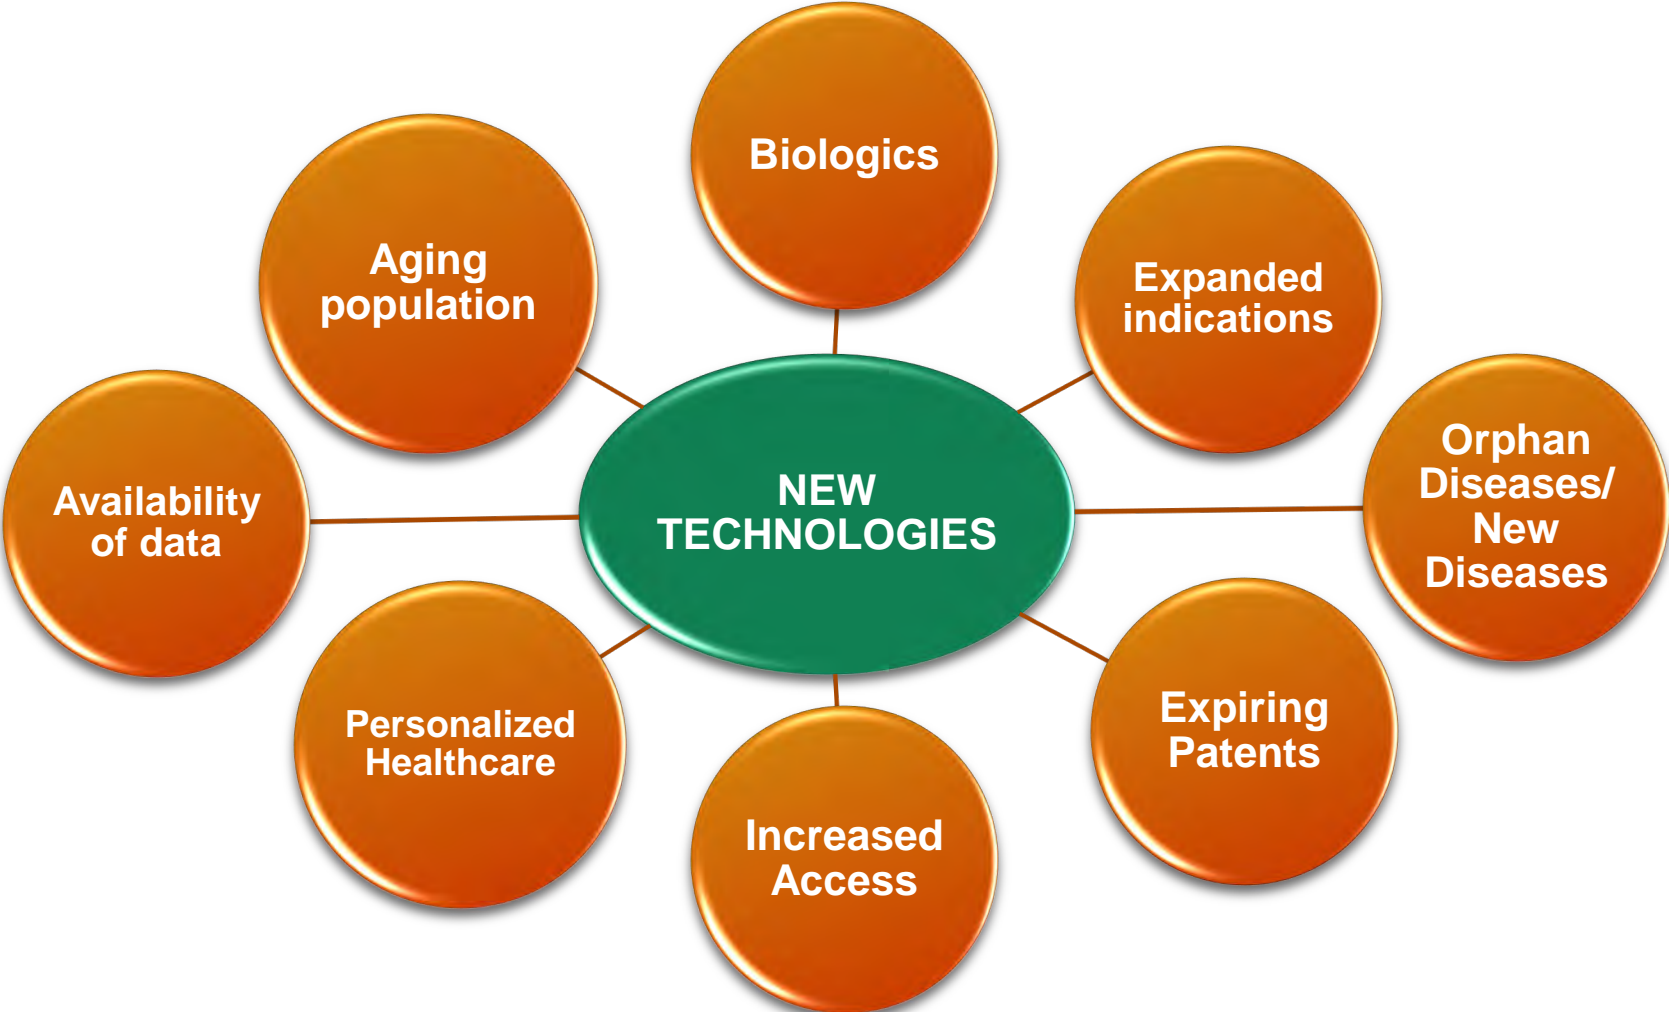 Biologics
Aging
population
Expanded
indications
Orphan
Diseases/
New
Diseases
Availability
of data
NEW
TECHNOLOGIES
Personalized
Healthcare
Expiring
Patents
Increased
Access